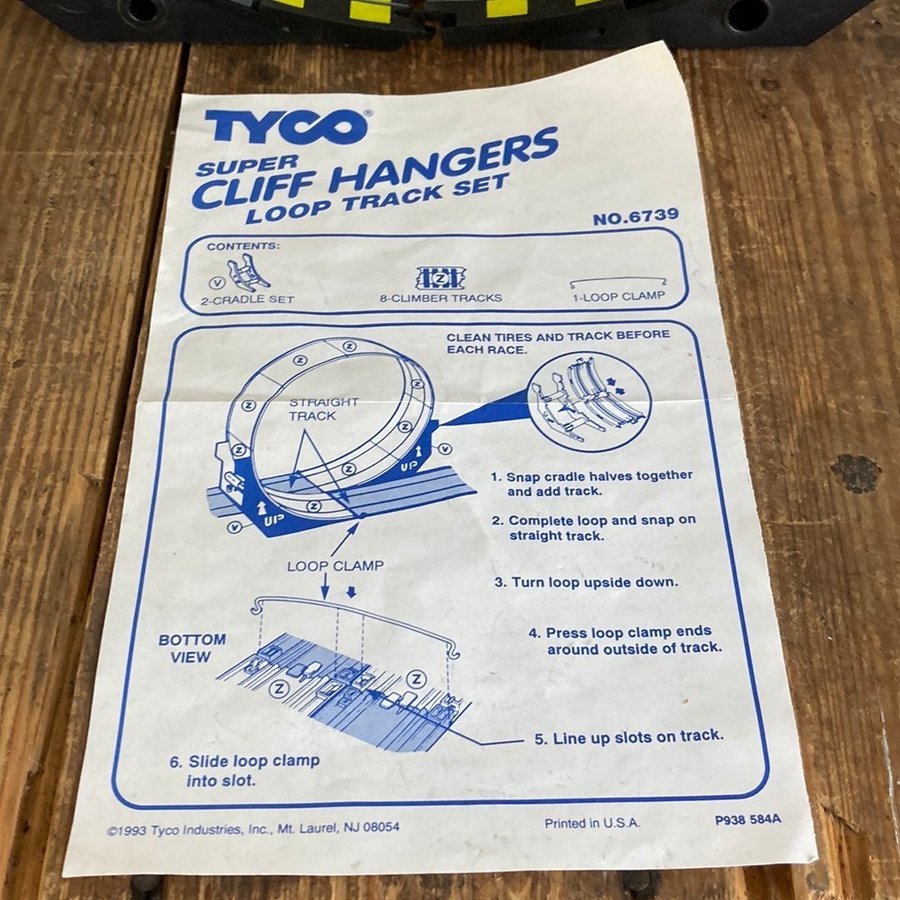 TYCO®
SUPER
CLIFF HANGERS
LOOP TRACK SET
NO.6739
CONTENTS:
V
Z
2-CRADLE SET
8-CLIMBER TRACKS
1-LOOP CLAMP
CLEAN TIRES AND TRACK BEFORE
EACH RACE.
Z
Z
Z
Z
STRAIGHT
TRACK
Z
Z
Z
Z
V
UP
UP
V
LOOP CLAMP
1. Snap cradle halves together
and add track.
2. Complete loop and snap on
straight track.
3. Turn loop upside down.
4. Press loop clamp ends
around outside of track.
BOTTOM
VIEW
Z
Z
5. Line up slots on track.
6. Slide loop clamp
into slot.
©1993 Tyco Industries, Inc., Mt. Laurel, NJ 08054
Printed in U.S.A.
P938 584A